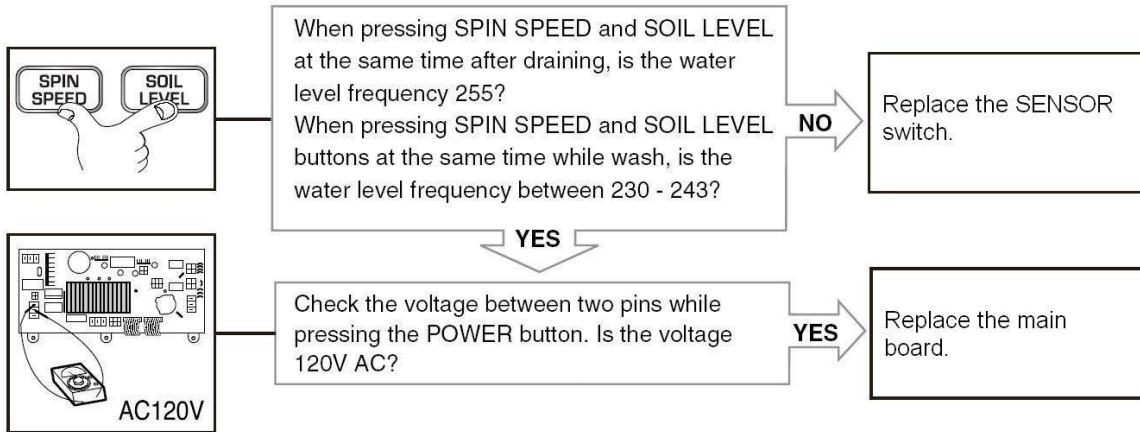 SPIN
SPEED
SOIL
LEVEL
When pressing SPIN SPEED and SOIL LEVEL
at the same time after draining, is the water
level frequency 255?
When pressing SPIN SPEED and SOIL LEVEL
buttons at the same time while wash, is the
water level frequency between 230 - 243?
NO
Replace the SENSOR
switch.
YES
AC120V
Check the voltage between two pins while
pressing the POWER button. Is the voltage
120V AC?
YES
Replace the main
board.